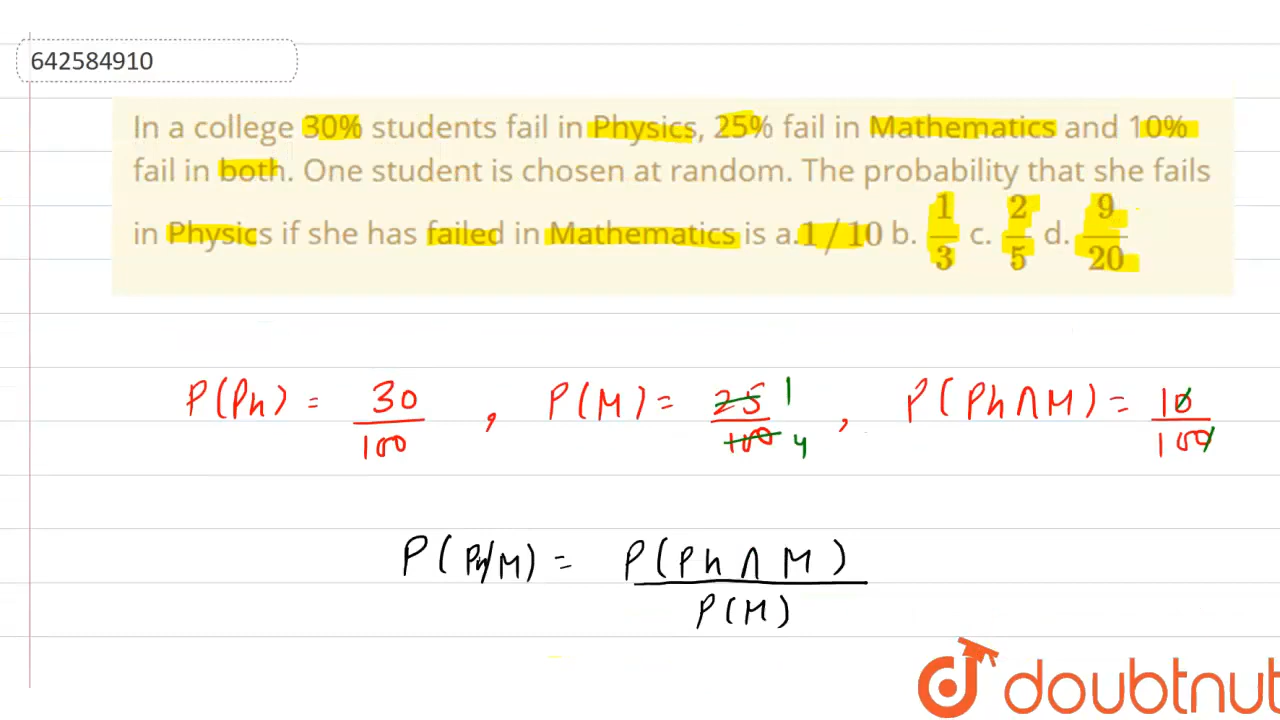 642584910
In a college 30% students fail in Physics, 25% fail in Mathematics and 10%
fail in both. One student is chosen at random. The probability that she fails
in Physics if she has failed in Mathematics is a.1/10 b. 1/3 c. 2/5 d. 9/20
P(Ph) = 30/100 , P(M) = 25/100 1/4 , P(Ph∩M) = 10/100
P(Ph/M) = P(Ph ∩ M)/P(M)
doubtnut